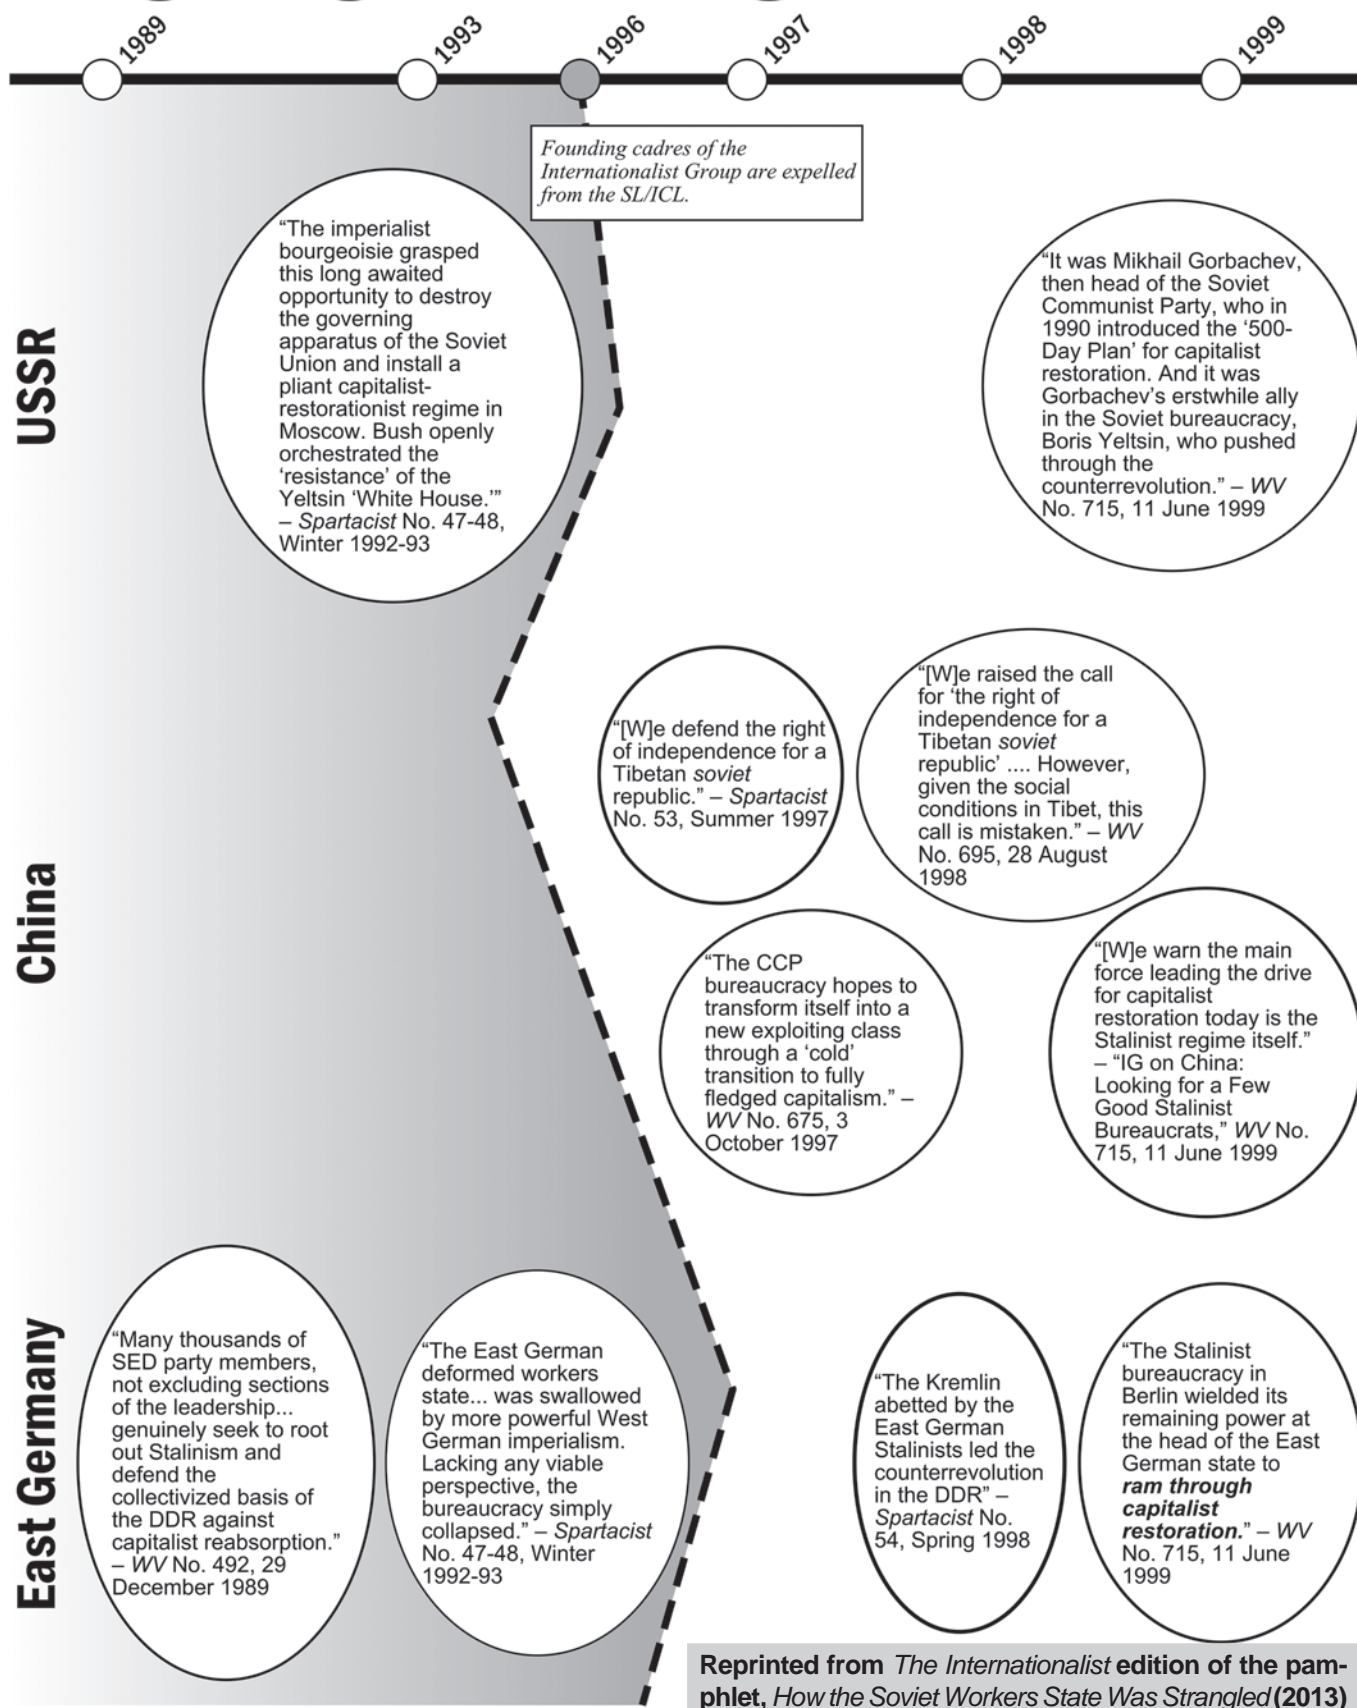 1989
1993
1996
1997
1998
1999
Founding cadres of the
Internationalist Group are expelled
from the SL/ICL.
USSR
“The imperialist
bourgeoisie grasped
this long awaited
opportunity to destroy
the governing
apparatus of the Soviet
Union and install a
pliant capitalist-
restorationist regime in
Moscow. Bush openly
orchestrated the
‘resistance’ of the
Yeltsin ‘White House.’”
– Spartacist No. 47-48,
Winter 1992-93
“It was Mikhail Gorbachev,
then head of the Soviet
Communist Party, who in
1990 introduced the ‘500-
Day Plan’ for capitalist
restoration. And it was
Gorbachev’s erstwhile ally
in the Soviet bureaucracy,
Boris Yeltsin, who pushed
through the
counterrevolution.” – WV
No. 715, 11 June 1999
China
“[W]e defend the right
of independence for a
Tibetan soviet
republic.” – Spartacist
No. 53, Summer 1997
“[W]e raised the call
for ‘the right of
independence for a
Tibetan soviet
republic’ .... However,
given the social
conditions in Tibet, this
call is mistaken.” – WV
No. 695, 28 August
1998
“The CCP
bureaucracy hopes to
transform itself into a
new exploiting class
through a ‘cold’
transition to fully
fledged capitalism.” –
WV No. 675, 3
October 1997
“[W]e warn the main
force leading the drive
for capitalist
restoration today is the
Stalinist regime itself.”
– “IG on China:
Looking for a Few
Good Stalinist
Bureaucrats,” WV No.
715, 11 June 1999
East Germany
“Many thousands of
SED party members,
not excluding sections
of the leadership...
genuinely seek to root
out Stalinism and
defend the
collectivized basis of
the DDR against
capitalist reabsorption.”
– WV No. 492, 29
December 1989
“The East German
deformed workers
state... was swallowed
by more powerful West
German imperialism.
Lacking any viable
perspective, the
bureaucracy simply
collapsed.” – Spartacist
No. 47-48, Winter
1992-93
“The Kremlin
abetted by the
East German
Stalinists led the
counterrevolution
in the DDR” –
Spartacist No.
54, Spring 1998
“The Stalinist
bureaucracy in
Berlin wielded its
remaining power at
the head of the East
German state to
ram through
capitalist
restoration.” – WV
No. 715, 11 June
1999
Reprinted from The Internationalist edition of the pam-
phlet, How the Soviet Workers State Was Strangled (2013)